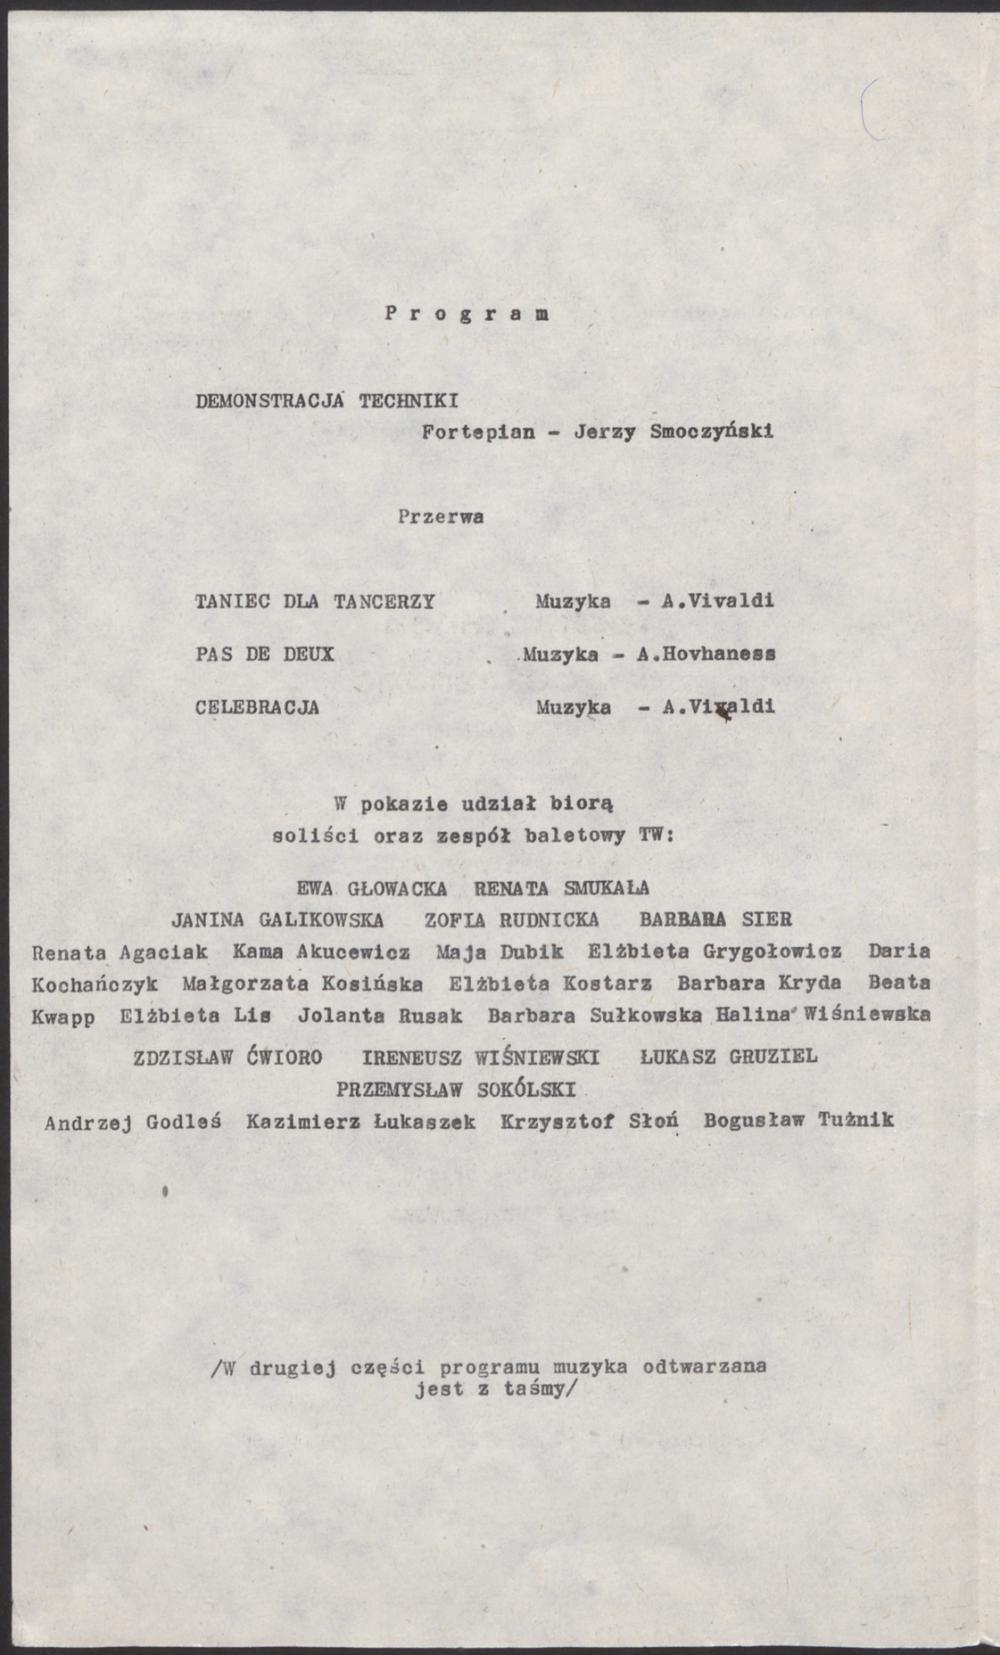 Program
DEMONSTRACJA TECHNIKI
Fortepian - Jerzy Smoczyński
Przerwa
TANIEC DLA TANCERZY Muzyka - A.Vivaldi
PAS DE DEUX Muzyka - A.Hovhaness
CELEBRACJA Muzyka - A.Vivaldi
W pokazie udział biorą
soliści oraz zespół baletowy TW:
EWA GŁOWACKA RENATA SMUKAŁA
JANINA GALIKOWSKA ZOFIA RUDNICKA BARBARA SIER
Renata Agaciak Kama Akucewicz Maja Dubik Elżbieta Grygołowicz Daria
Kochańczyk Małgorzata Kosińska Elżbieta Kostarz Barbara Kryda Beata
Kwapp Elżbieta Lis Jolanta Rusak Barbara Sułkowska Halina Wiśniewska
ZDZISŁAW ĆWIORO IRENEUSZ WIŚNIEWSKI ŁUKASZ GRUZIEL
PRZEMYSŁAW SOKÓLSKI
Andrzej Godleś Kazimierz Łukaszek Krzysztof Słoń Bogusław Tużnik
/W drugiej części programu muzyka odtwarzana
jest z taśmy/